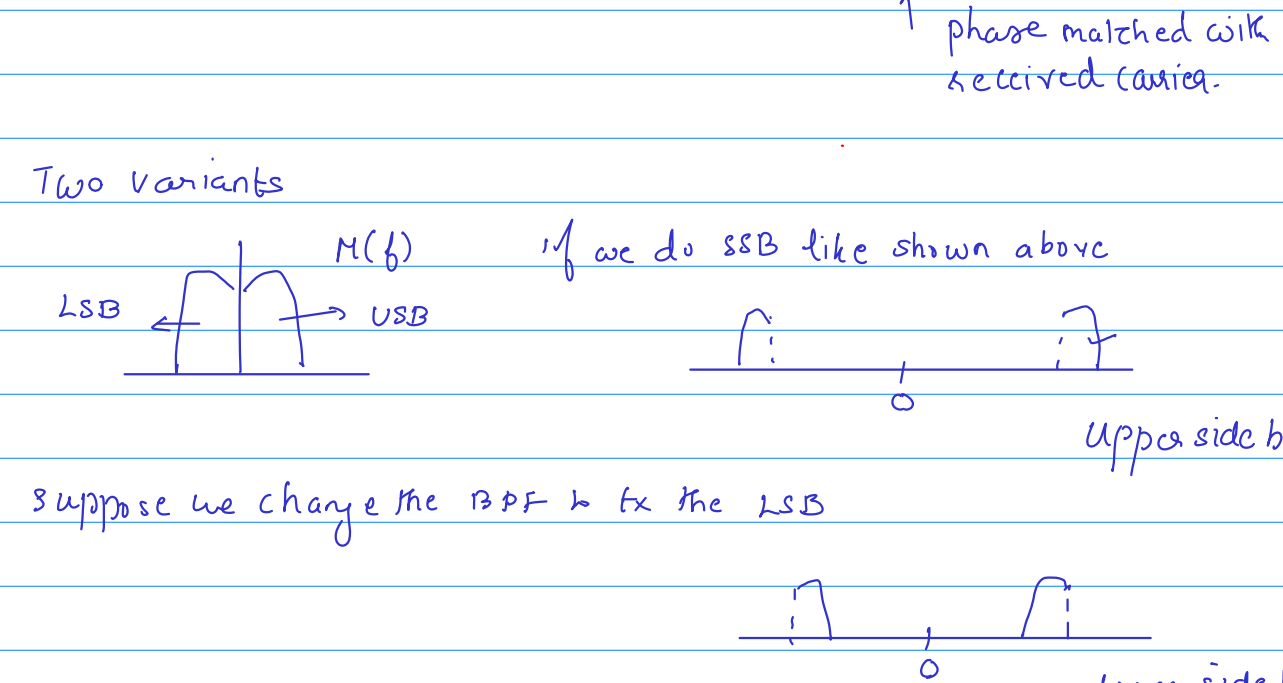 phase matched with
received carrier.
Two variants
M(f)
if we do SSB like shown above
LSB
USB
0
Upper side b
Suppose we change the BPF to tx the LSB
0
side